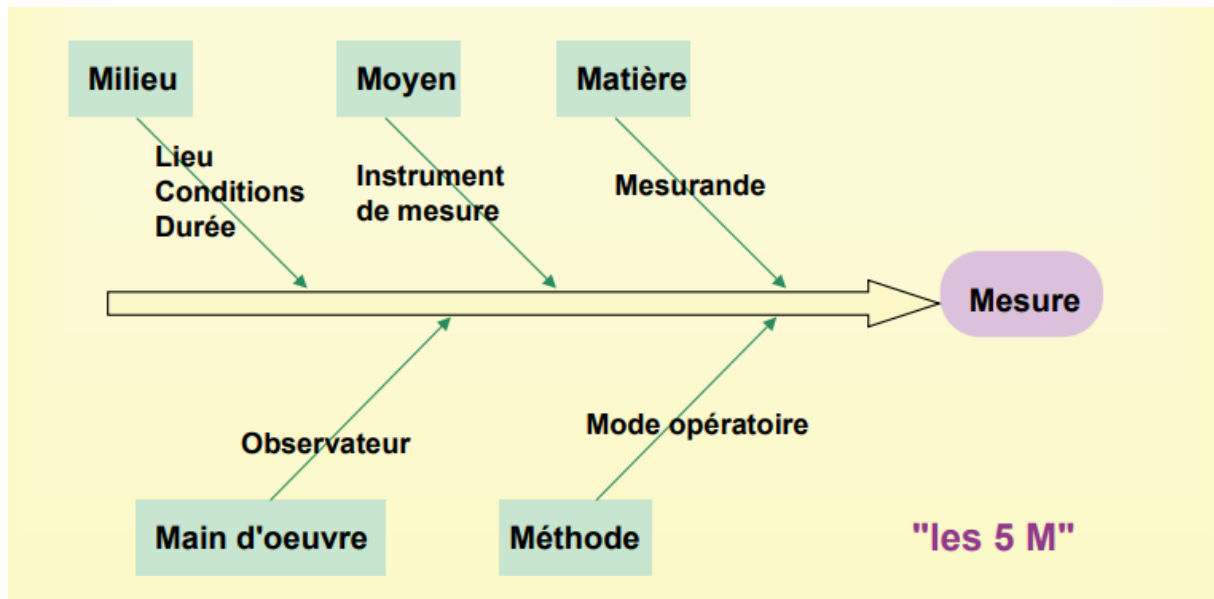 Milieu
Moyen
Matière
Lieu
Conditions
Durée
Instrument
de mesure
Mesurande
Mesure
Observateur
Mode opératoire
Main d'oeuvre
Méthode
"les 5 M"